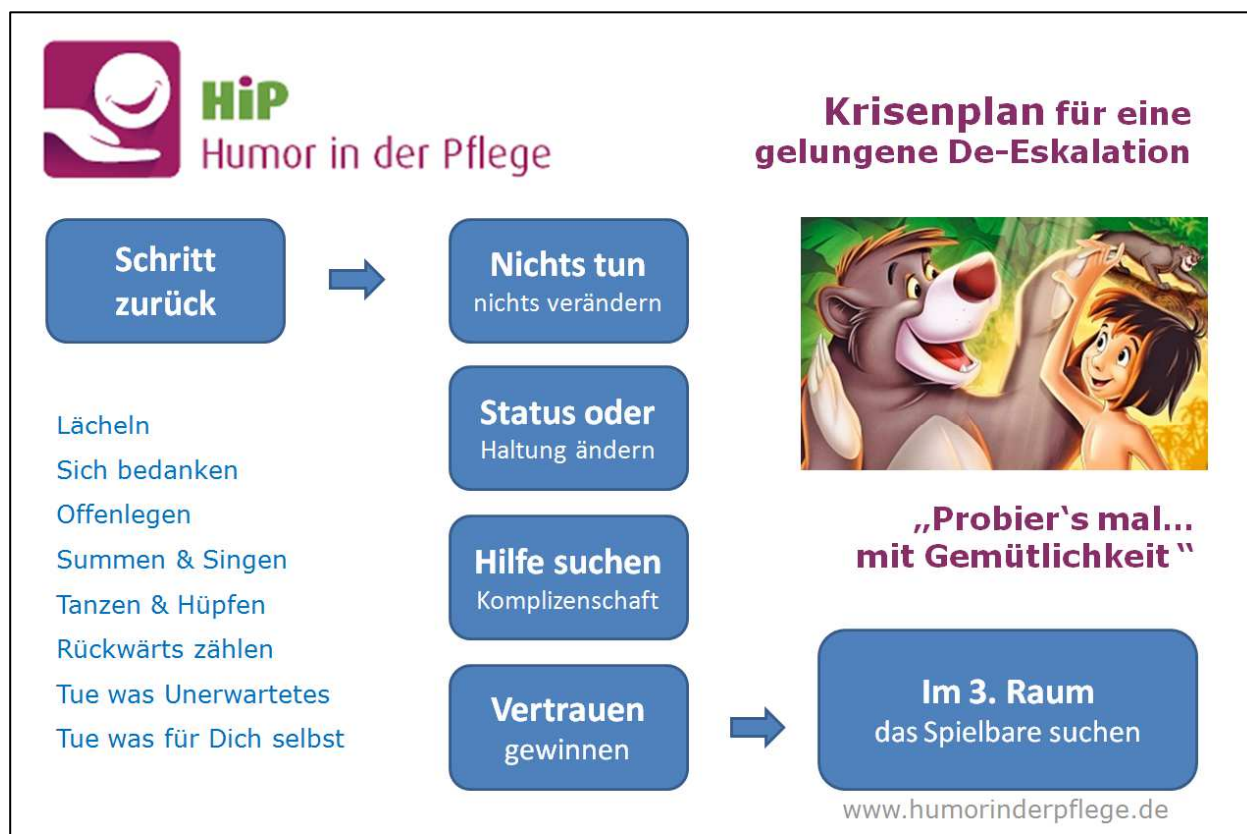 HiP
Humor in der Pflege
Krisenplan für eine
gelungene De-Eskalation
Schritt
zurück
Nichts tun
nichts verändern
Status oder
Haltung ändern
Hilfe suchen
Komplizenschaft
Vertrauen
gewinnen
Lächeln
Sich bedanken
Offenlegen
Summen & Singen
Tanzen & Hüpfen
Rückwärts zählen
Tue was Unerwartetes
Tue was für Dich selbst
„Probier‘s mal...
mit Gemütlichkeit “
Im 3. Raum
das Spielbare suchen
www.humorinderpflege.de